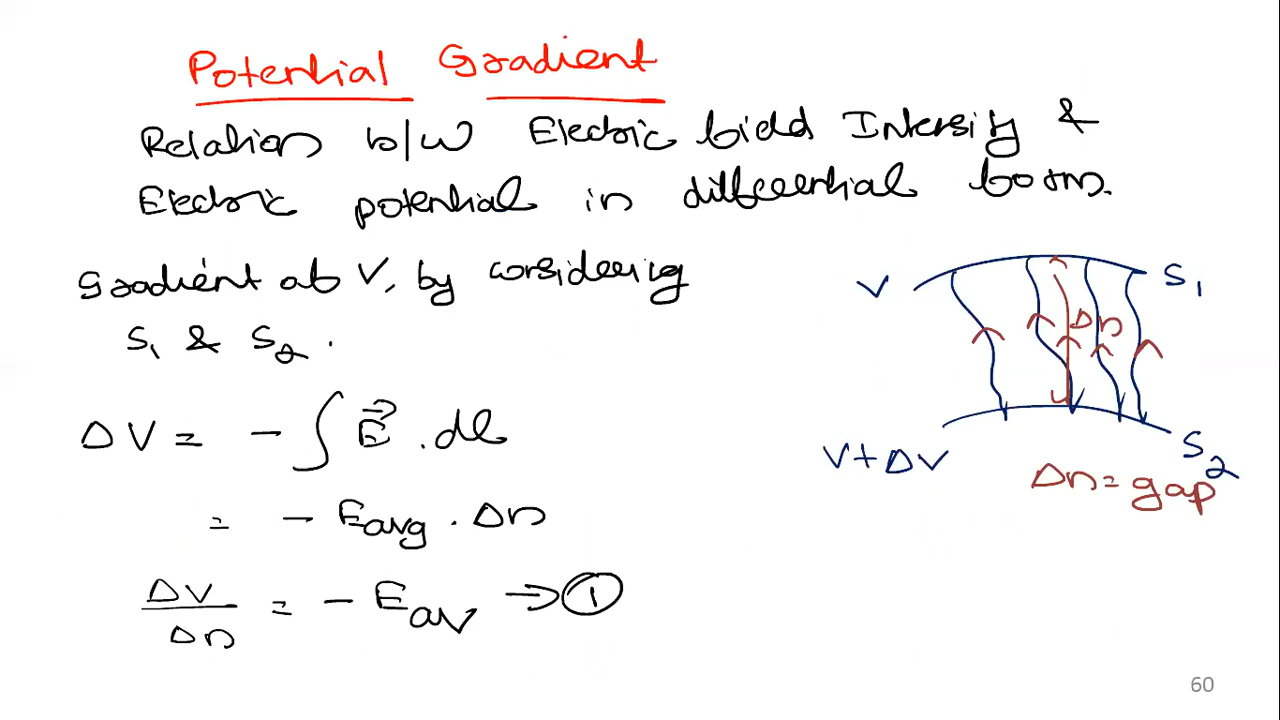 Potential Gradient
Relation b/w Electric field Intensity &
Electric potential in differential form.
Gradient of V, by considering
S₁ & S₂ .
V
S₁
Δn
V+ΔV
S₂
Δn = gap
ΔV = - ∫ E⃗ . dl
= - Eavg . Δn
ΔV/Δn = - Eav → ①
60